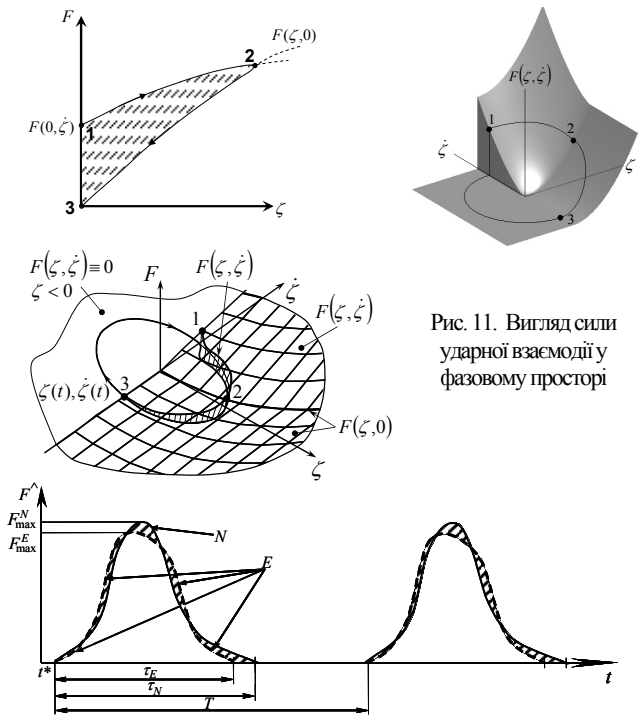 F
F(ζ,0)
2
F(0,ζ̇)
1
3
ζ
F(ζ,ζ̇)
1
2
ζ̇
ζ
3
Рис. 11. Вигляд сили
ударної взаємодії у
фазовому просторі
F(ζ,ζ̇)≡0
ζ<0
F
F(ζ,ζ̇)
ζ̇
F(ζ,ζ̇)
1
ζ(t),ζ̇(t)
3
2
F(ζ,0)
ζ
F^
F^N_max
F^E_max
N
E
t*
τ_E
τ_N
T
t